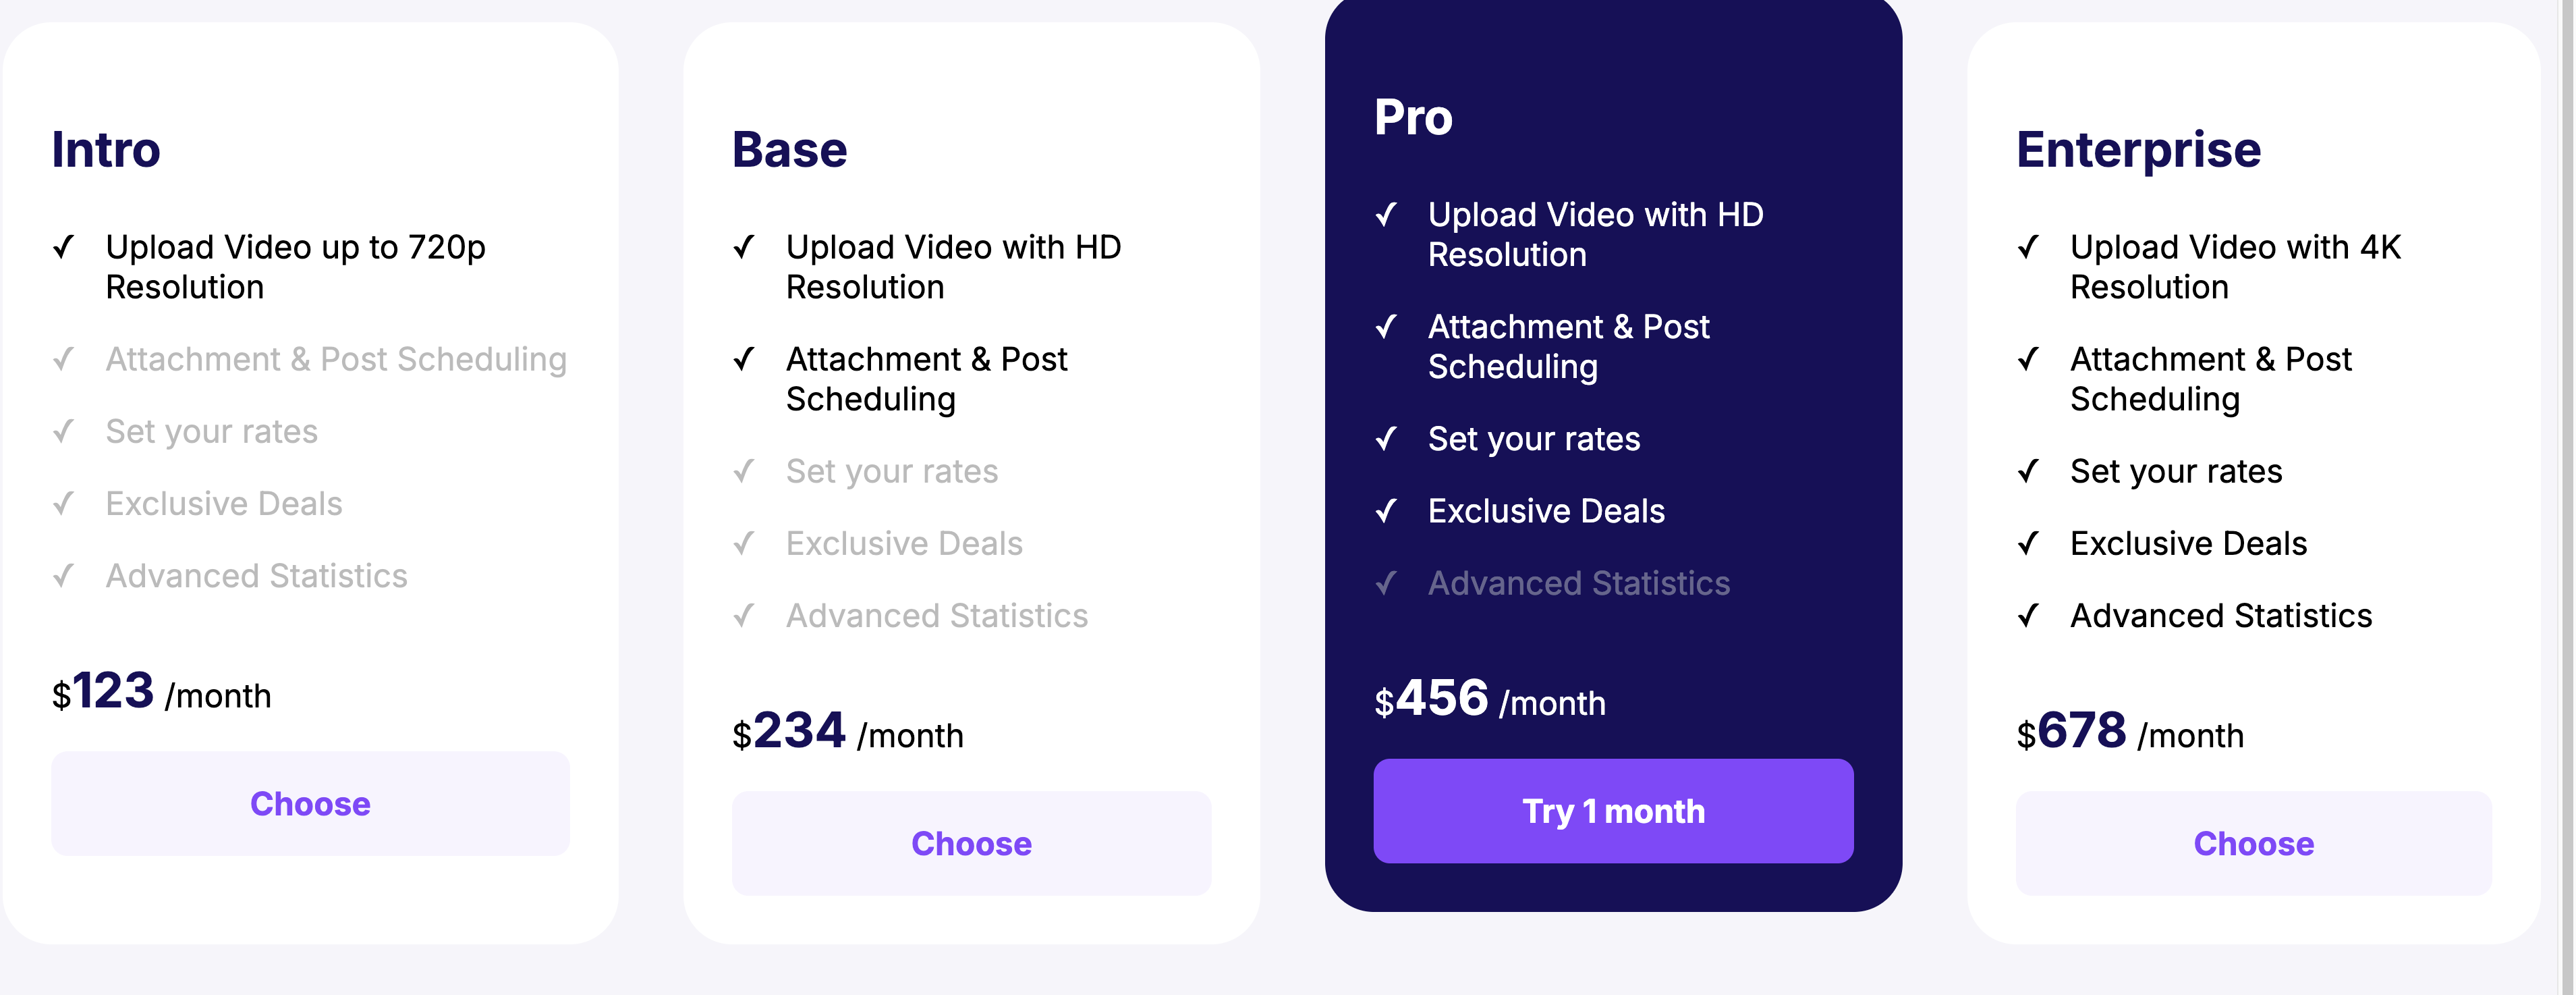 Intro
✓ Upload Video up to 720p
Resolution
✓ Attachment & Post Scheduling
✓ Set your rates
✓ Exclusive Deals
✓ Advanced Statistics
$123 /month
Choose
Base
✓ Upload Video with HD
Resolution
✓ Attachment & Post
Scheduling
✓ Set your rates
✓ Exclusive Deals
✓ Advanced Statistics
$234 /month
Choose
Pro
✓ Upload Video with HD
Resolution
✓ Attachment & Post
Scheduling
✓ Set your rates
✓ Exclusive Deals
✓ Advanced Statistics
$456 /month
Try 1 month
Enterprise
✓ Upload Video with 4K
Resolution
✓ Attachment & Post
Scheduling
✓ Set your rates
✓ Exclusive Deals
✓ Advanced Statistics
$678 /month
Choose